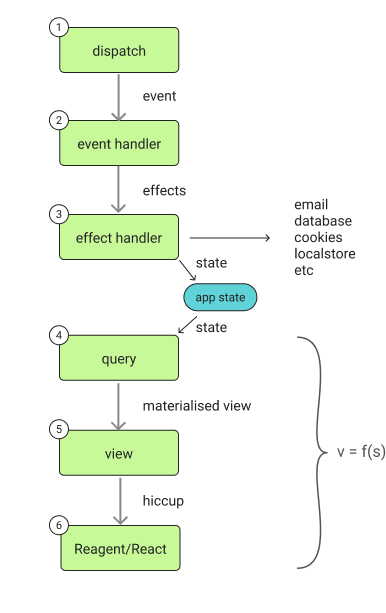 1
dispatch
event
2
event handler
effects
3
effect handler
email
database
cookies
localstore
etc
state
app state
state
4
query
materialised view
v = f(s)
5
view
hiccup
6
Reagent/React